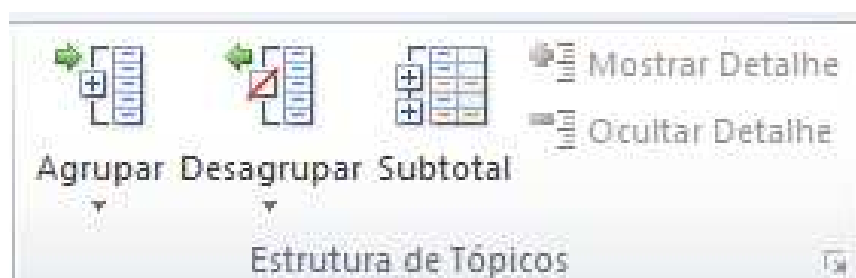 Mostrar Detalhe
Ocultar Detalhe
Agrupar Desagrupar Subtotal
Estrutura de Tópicos